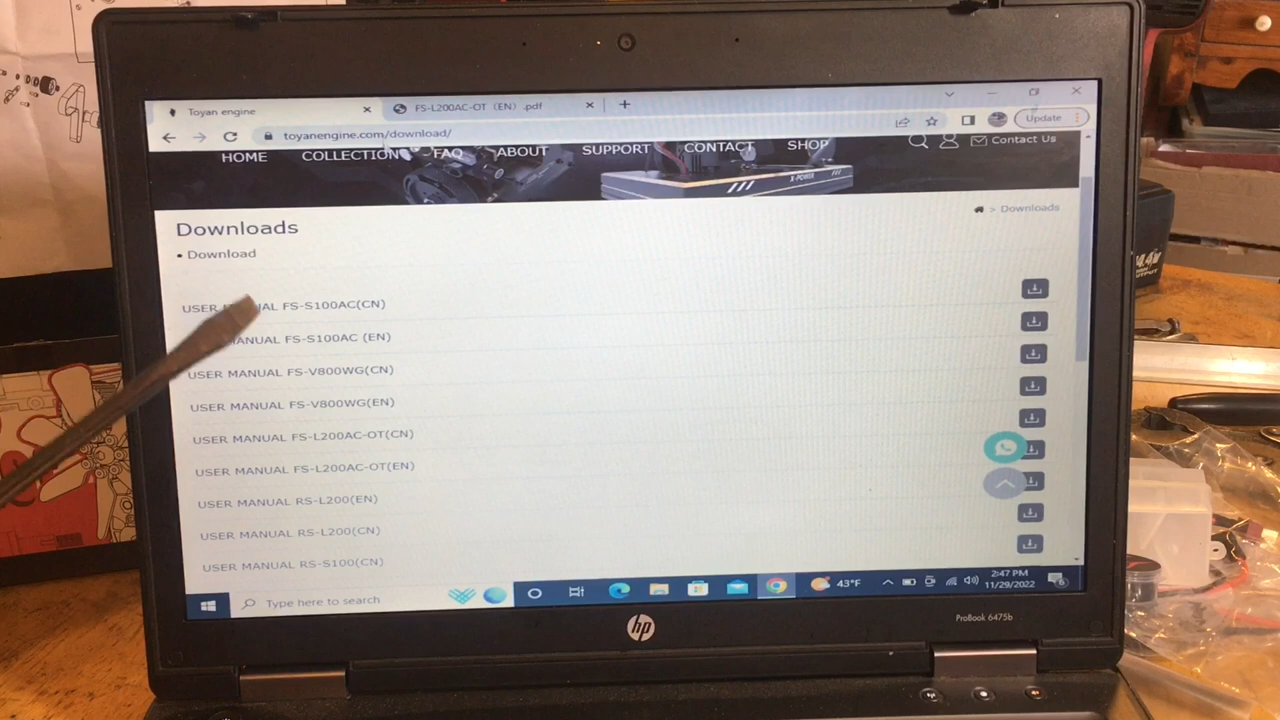 Toyan engine
FS-L200AC-OT (EN) .pdf
toyanengine.com/download/
Update
HOME
COLLECTION
FAQ
ABOUT
SUPPORT
CONTACT
SHOP
Contact Us
X-POWER
Downloads
> Downloads
• Download
USER MANUAL FS-S100AC(CN)
MANUAL FS-S100AC (EN)
USER MANUAL FS-V800WG(CN)
USER MANUAL FS-V800WG(EN)
USER MANUAL FS-L200AC-OT(CN)
USER MANUAL FS-L200AC-OT(EN)
USER MANUAL RS-L200(EN)
USER MANUAL RS-L200(CN)
USER MANUAL RS-S100(CN)
Type here to search
43°F
2:47 PM
11/29/2022
6
hp
ProBook 6475b